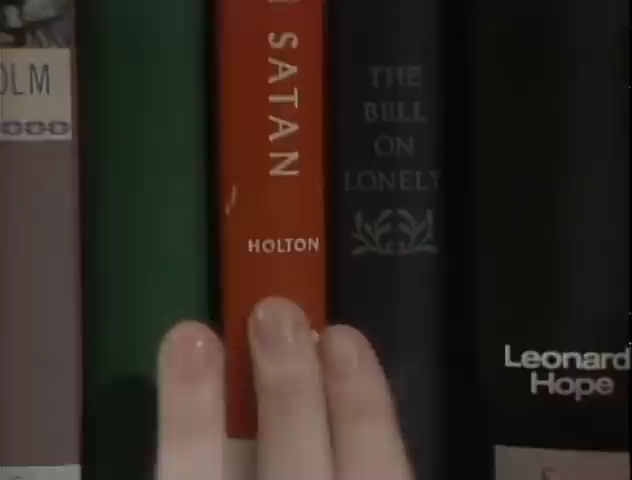 OLM
SATAN
HOLTON
THE
BELL
ON
LONELY
Leonard
Hope